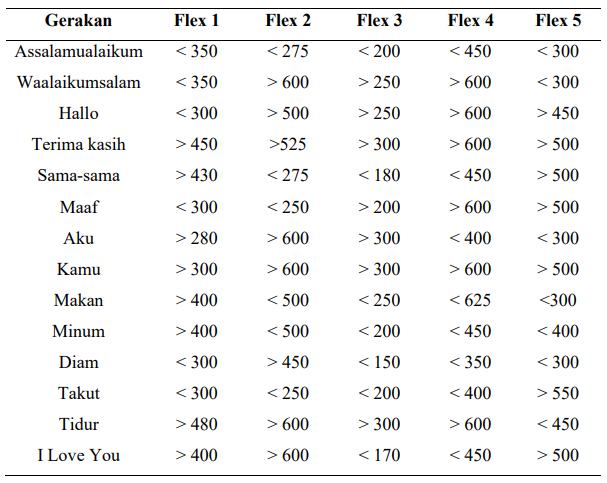 Gerakan Flex 1 Flex 2 Flex 3 Flex 4 Flex 5
Assalamualaikum < 350 < 275 < 200 < 450 < 300
Waalaikumsalam < 350 > 600 > 250 > 600 < 300
Hallo < 300 > 500 > 250 > 600 > 450
Terima kasih > 450 >525 > 300 > 600 > 500
Sama-sama > 430 < 275 < 180 < 450 > 500
Maaf < 300 < 250 > 200 > 600 > 500
Aku > 280 > 600 > 300 < 400 < 300
Kamu > 300 > 600 > 300 > 600 > 500
Makan > 400 < 500 < 250 < 625 <300
Minum > 400 < 500 < 200 < 450 < 400
Diam < 300 > 450 < 150 < 350 < 300
Takut < 300 < 250 < 200 < 400 > 550
Tidur > 480 > 600 > 300 > 600 < 450
I Love You > 400 > 600 < 170 < 450 > 500